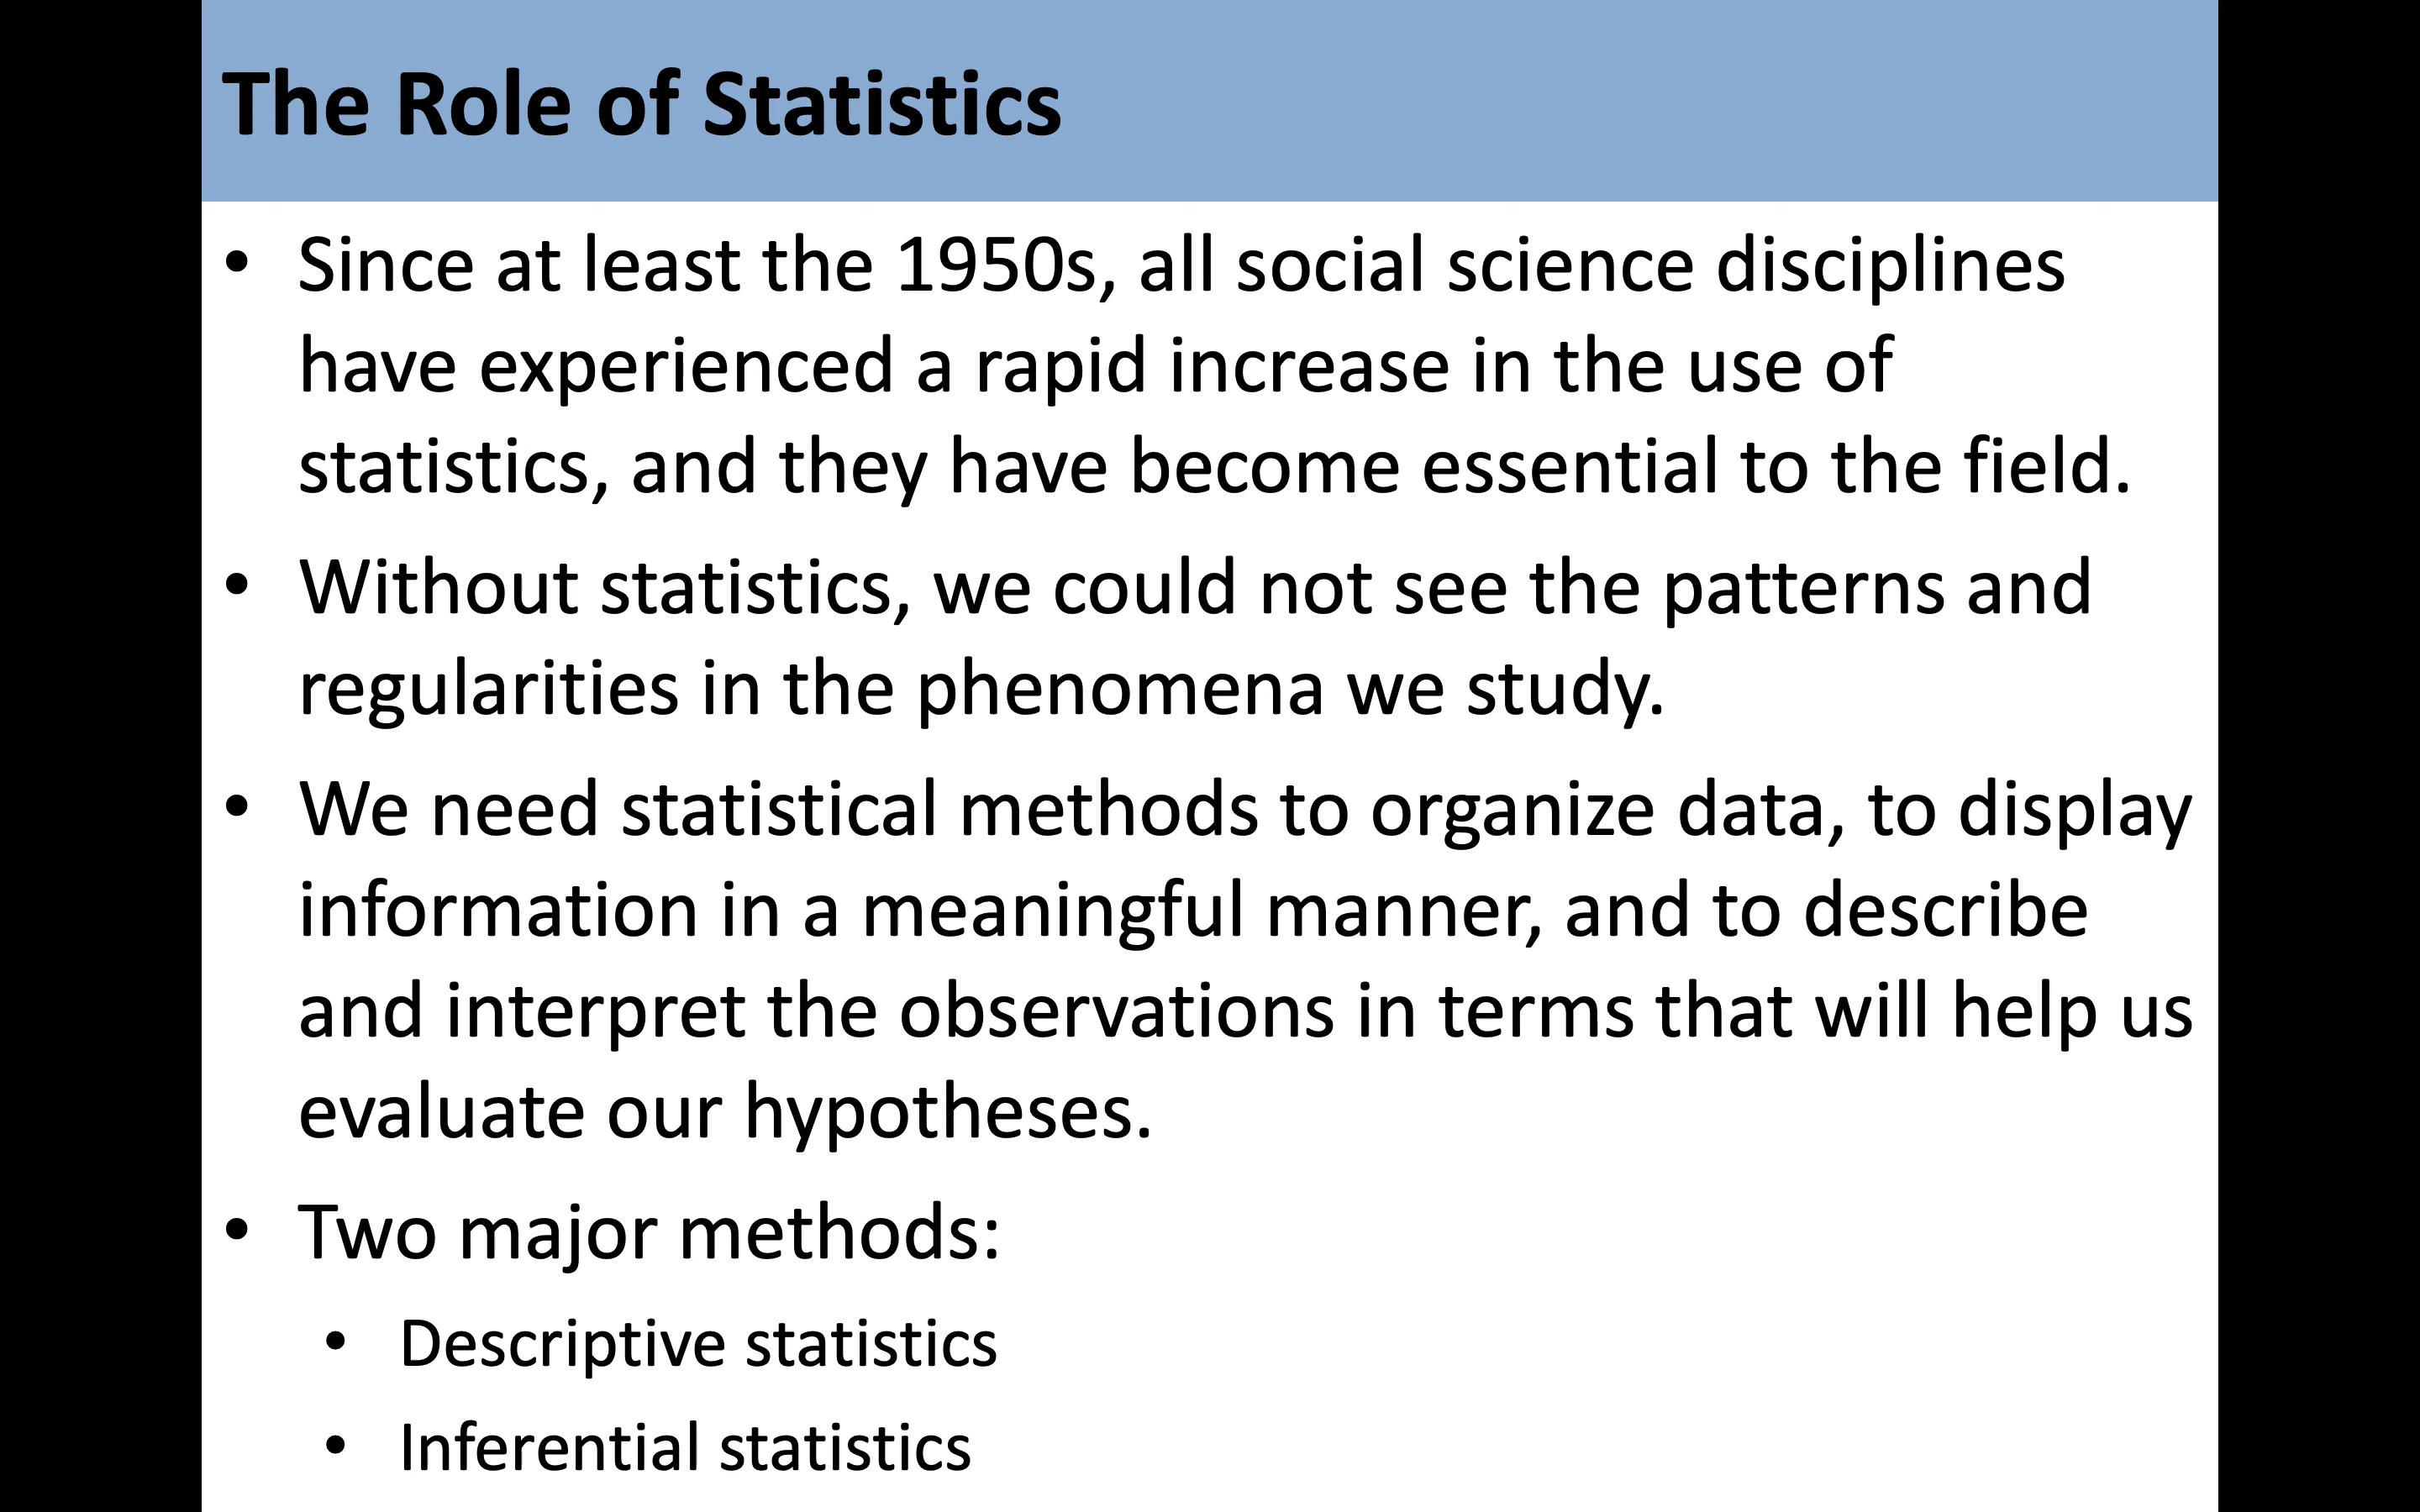 The Role of Statistics
• Since at least the 1950s, all social science disciplines
have experienced a rapid increase in the use of
statistics, and they have become essential to the field.
• Without statistics, we could not see the patterns and
regularities in the phenomena we study.
• We need statistical methods to organize data, to display
information in a meaningful manner, and to describe
and interpret the observations in terms that will help us
evaluate our hypotheses.
• Two major methods:
• Descriptive statistics
• Inferential statistics